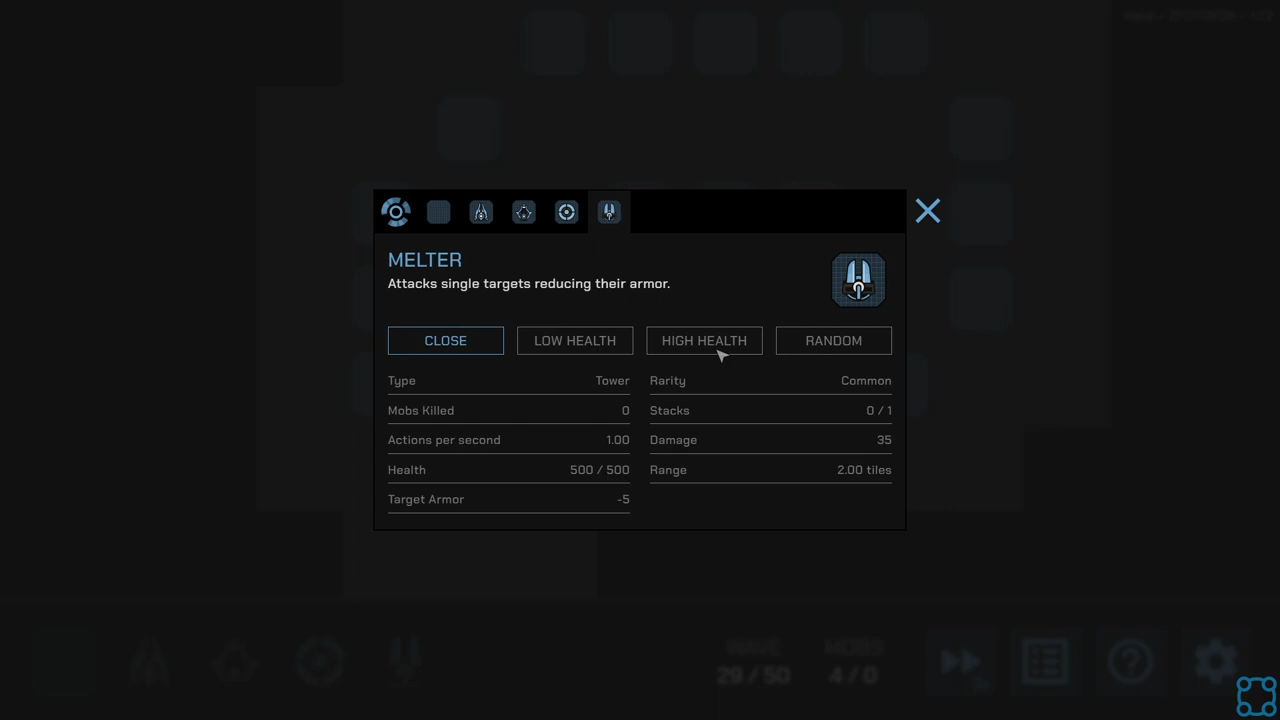 MELTER
Attacks single targets reducing their armor.
CLOSE LOW HEALTH HIGH HEALTH RANDOM
Type Tower Rarity Common
Mobs Killed 0 Stacks 0 / 1
Actions per second 1.00 Damage 35
Health 500 / 500 Range 2.00 tiles
Target Armor -5
WAVE MOBS
29 / 50 4 / 0